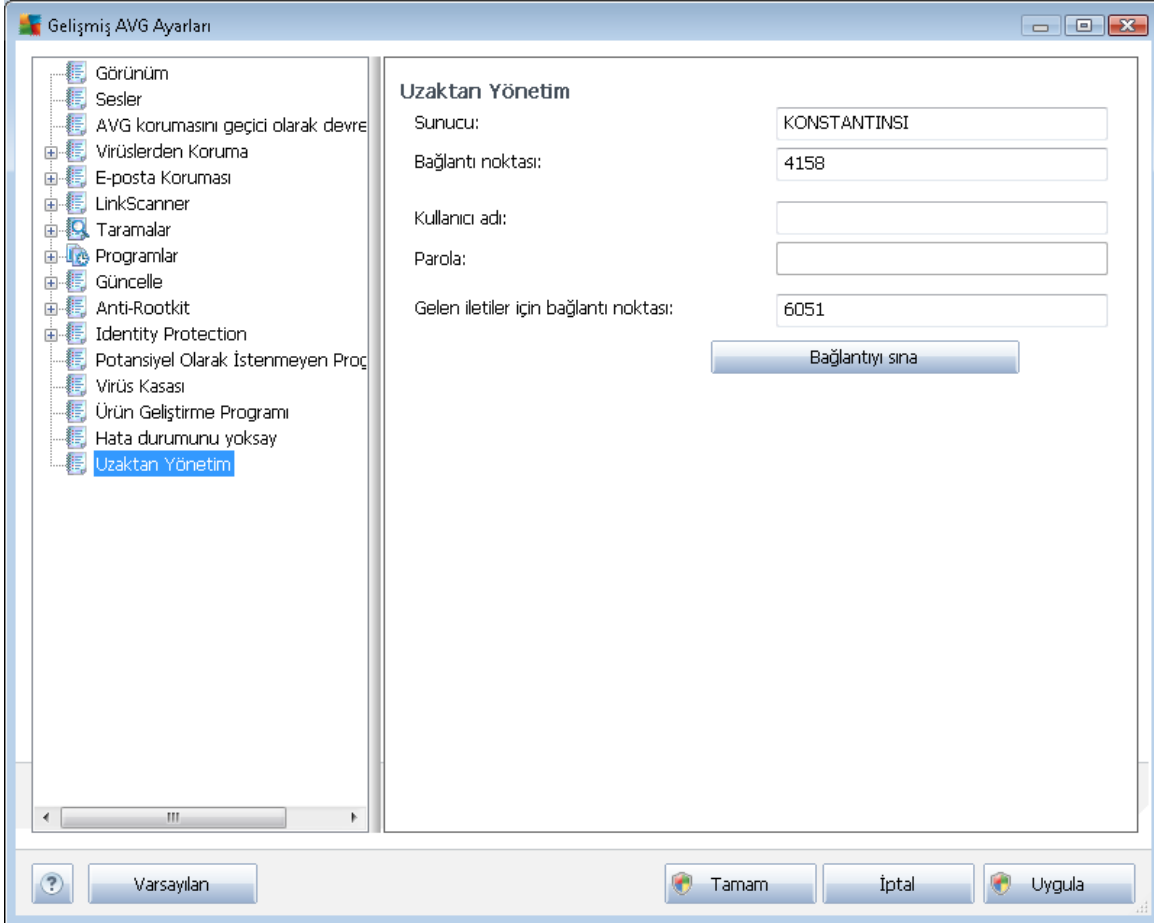 Gelişmiş AVG Ayarları
Görünüm
Sesler
AVG korumasını geçici olarak devre
Virüslerden Koruma
E-posta Koruması
LinkScanner
Taramalar
Programlar
Güncelle
Anti-Rootkit
Identity Protection
Potansiyel Olarak İstenmeyen Prog
Virüs Kasası
Ürün Geliştirme Programı
Hata durumunu yoksay
Uzaktan Yönetim
Uzaktan Yönetim
Sunucu: KONSTANTINSI
Bağlantı noktası: 4158
Kullanıcı adı:
Parola:
Gelen iletiler için bağlantı noktası: 6051
Bağlantıyı sına
? Varsayılan Tamam İptal Uygula